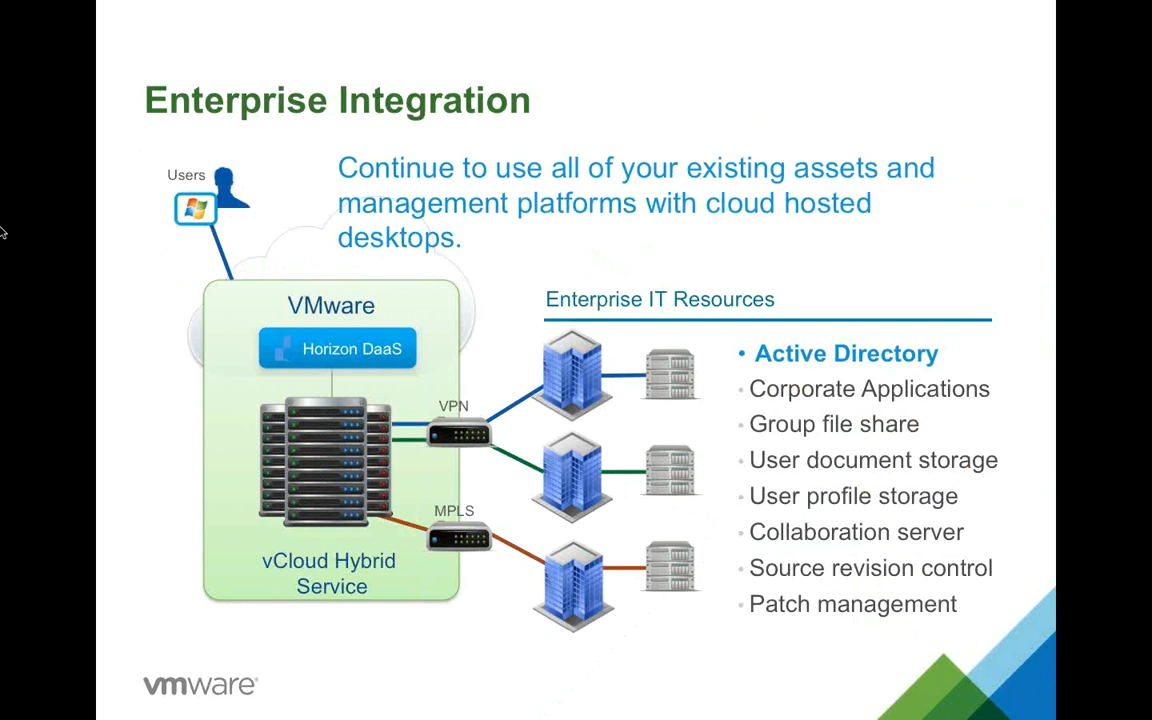 Enterprise Integration
Users
Continue to use all of your existing assets and
management platforms with cloud hosted
desktops.
VMware
Horizon DaaS
VPN
MPLS
vCloud Hybrid
Service
Enterprise IT Resources
• Active Directory
• Corporate Applications
• Group file share
• User document storage
• User profile storage
• Collaboration server
• Source revision control
• Patch management
vmware